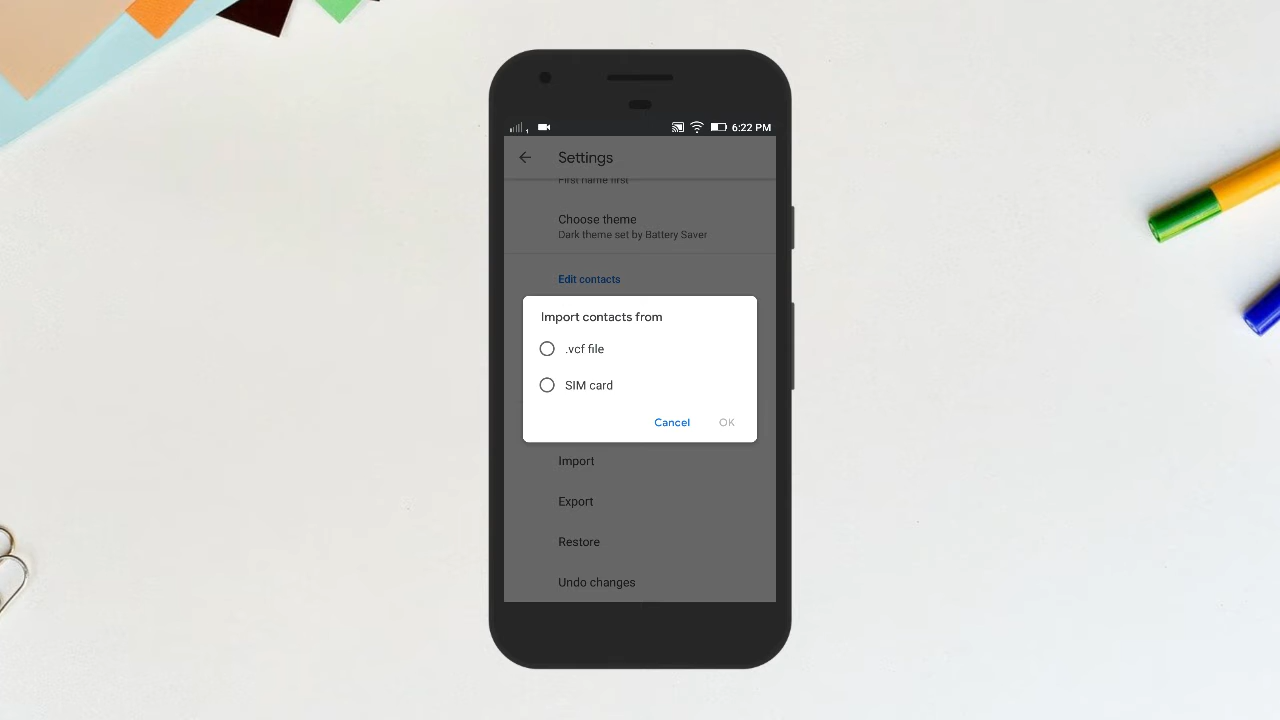 6:22 PM
Settings
First name first
Choose theme
Dark theme set by Battery Saver
Edit contacts
Import contacts from
.vcf file
SIM card
Cancel OK
Import
Export
Restore
Undo changes